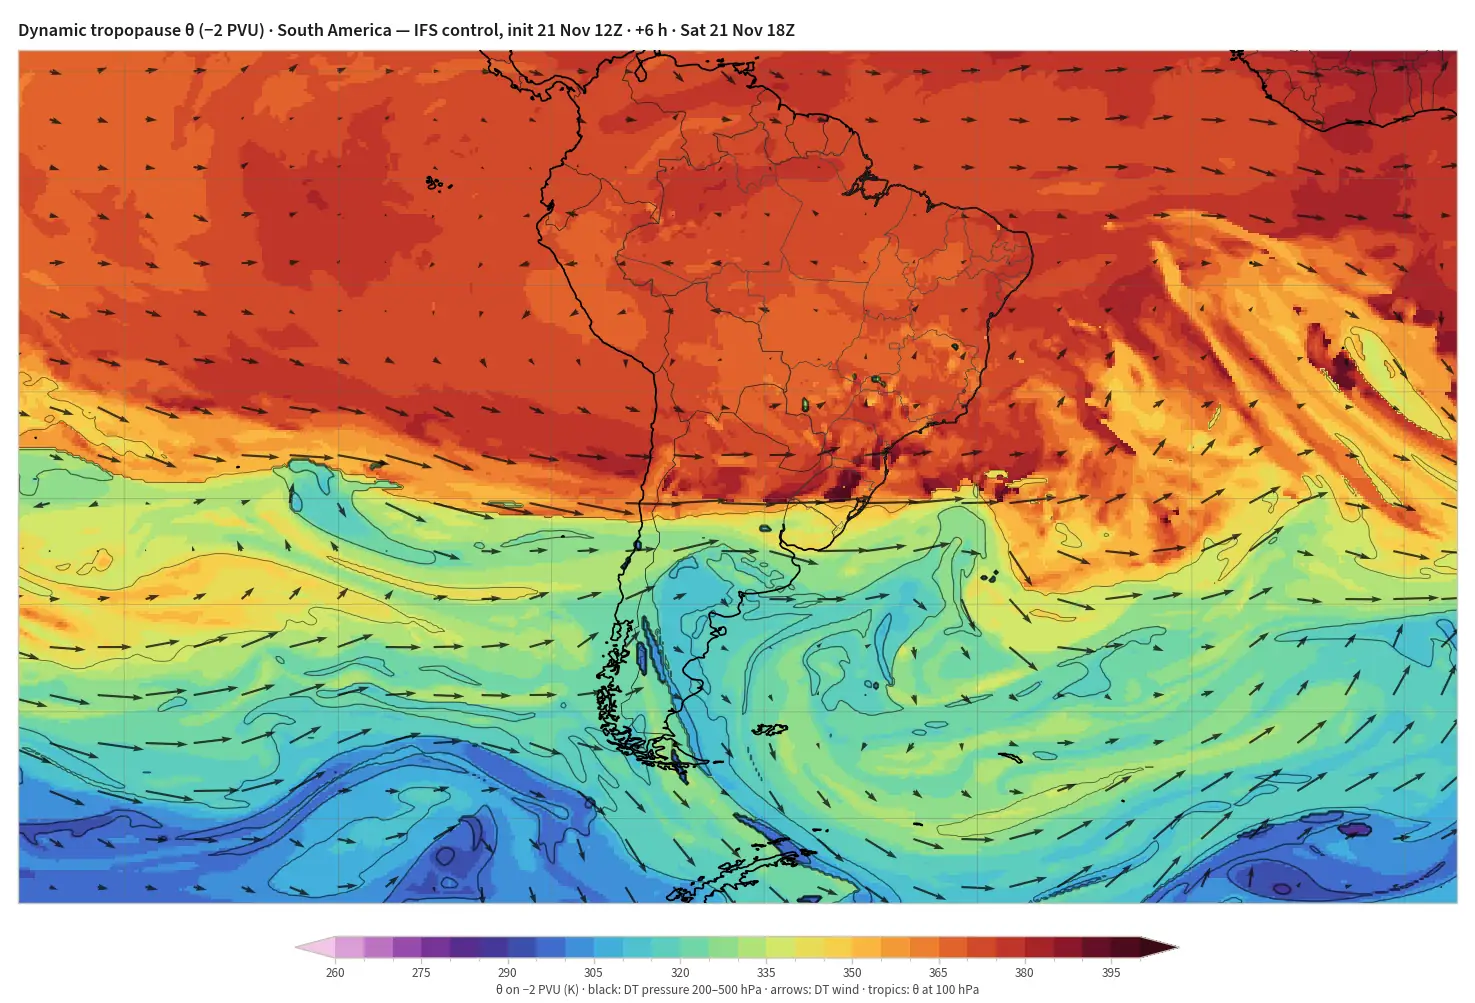 Dynamic tropopause θ (−2 PVU) · South America — IFS control, init 21 Nov 12Z · +6 h · Sat 21 Nov 18Z
260 275 290 305 320 335 350 365 380 395
θ on −2 PVU (K) · black: DT pressure 200–500 hPa · arrows: DT wind · tropics: θ at 100 hPa